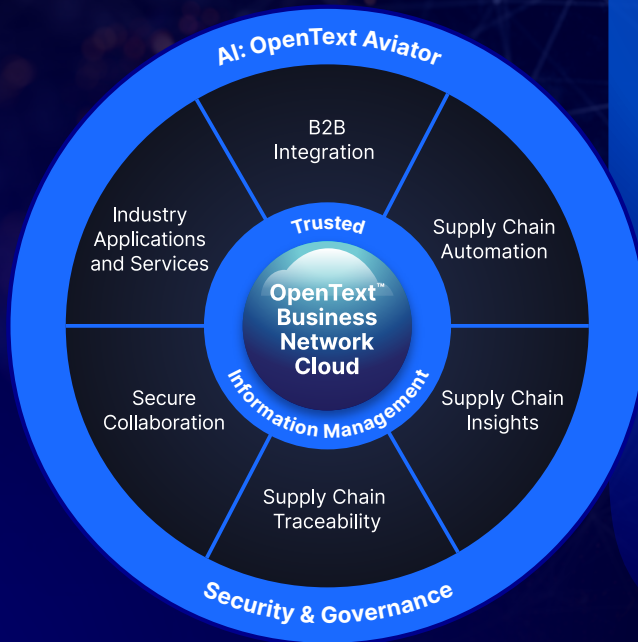 AI: OpenText Aviator
B2B
Integration
Industry
Applications
and Services
Supply Chain
Automation
Trusted
OpenText™
Business
Network
Cloud
Information Management
Secure
Collaboration
Supply Chain
Insights
Supply Chain
Traceability
Security & Governance